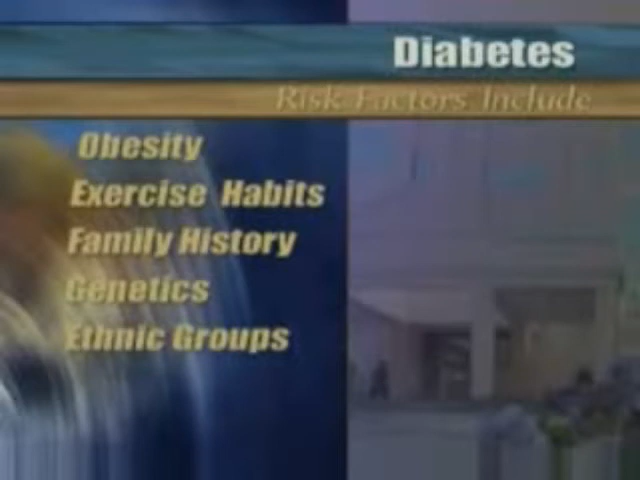 Diabetes
Risk Factors Include
Obesity
Exercise Habits
Family History
Genetics
Ethnic Groups